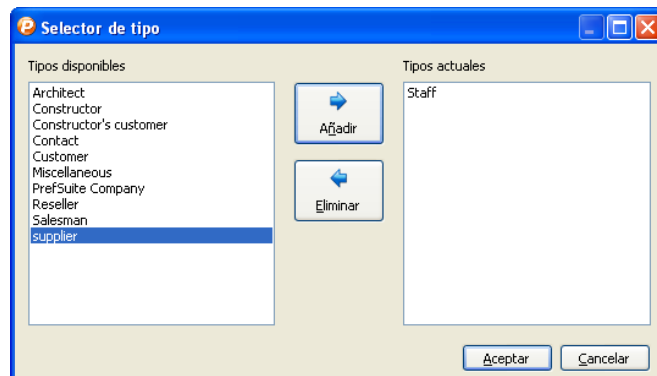 Selector de tipo
Tipos disponibles
Architect
Constructor
Constructor's customer
Contact
Customer
Miscellaneous
PrefSuite Company
Reseller
Salesman
supplier
Añadir
Eliminar
Tipos actuales
Staff
Aceptar
Cancelar